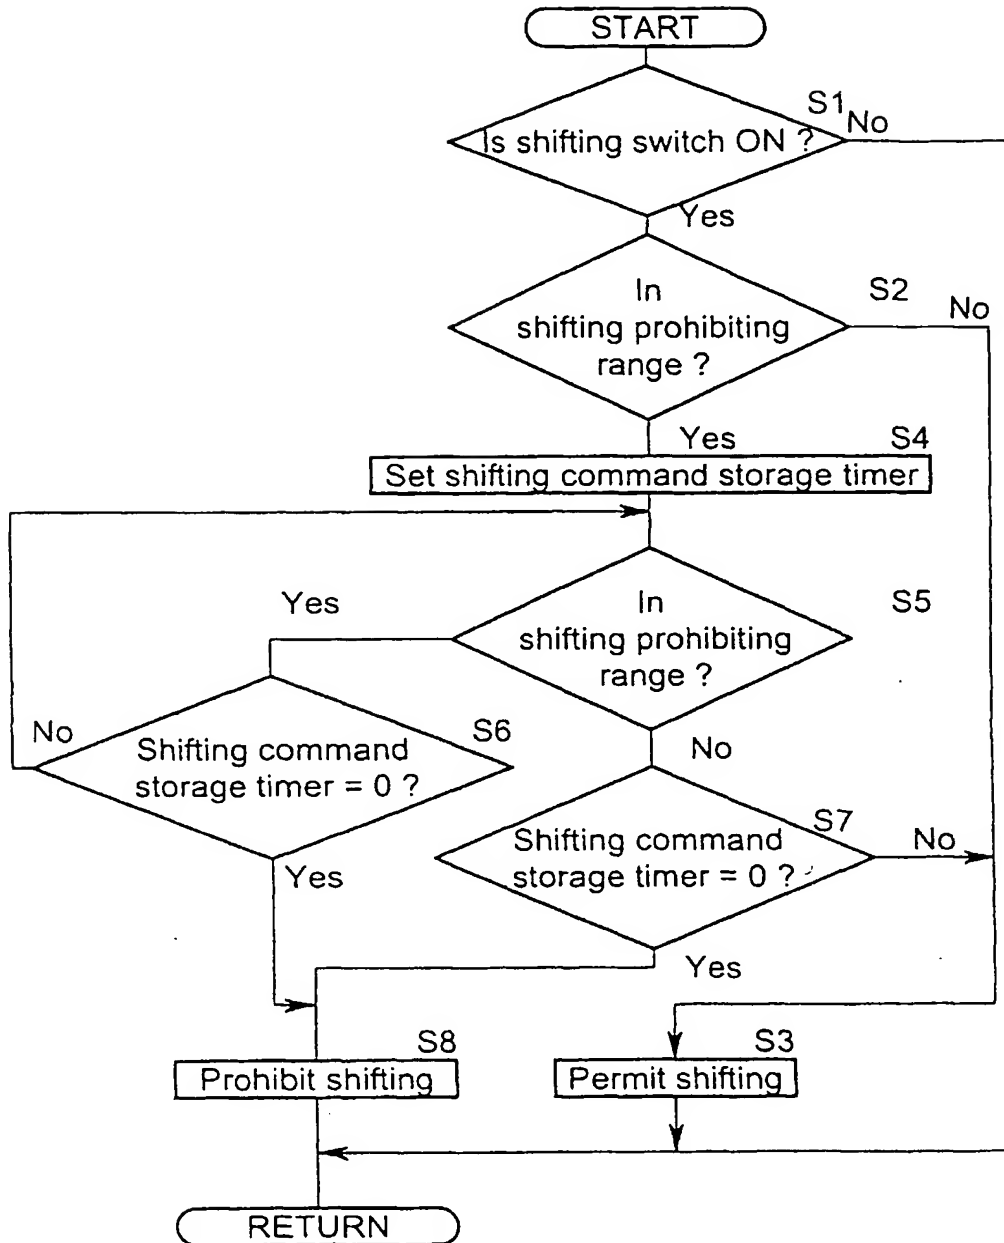 START
S1
Is shifting switch ON ?
No
Yes
In
shifting prohibiting
range ?
S2
No
Yes
S4
Set shifting command storage timer
Yes
In
shifting prohibiting
range ?
S5
No
Shifting command
storage timer = 0 ?
S6
No
Shifting command
storage timer = 0 ?
S7
No
Yes
Yes
S8
Prohibit shifting
S3
Permit shifting
RETURN